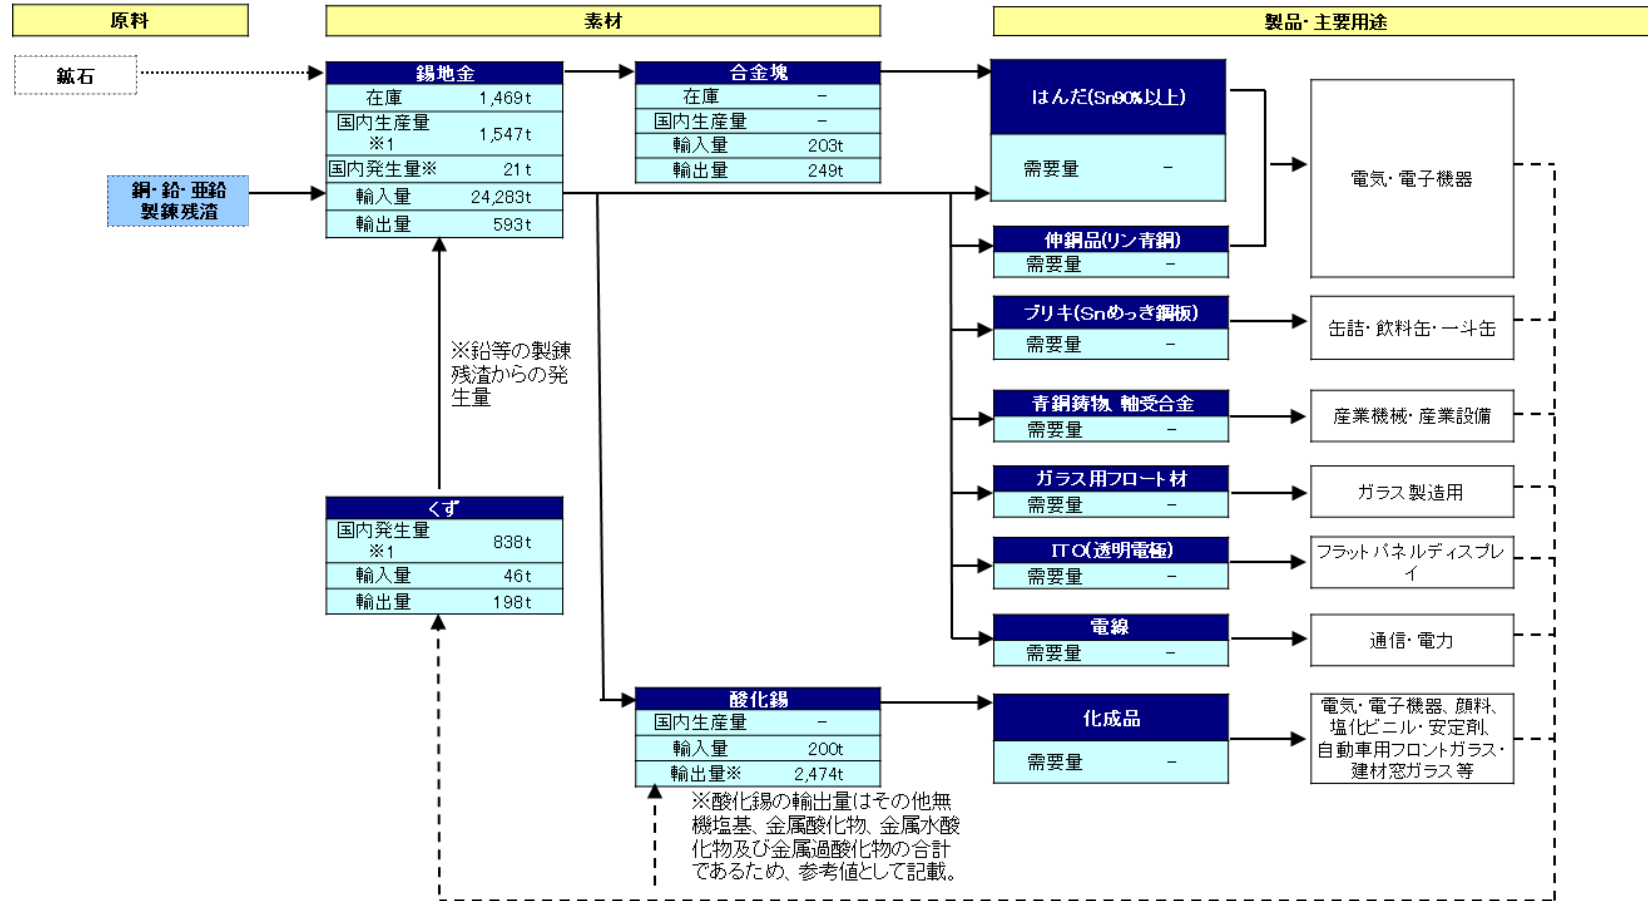 原料
素材
製品・主要用途
鉱石
銅・鉛・亜鉛
製錬残渣
錫地金
在庫 1,469t
国内生産量
※1
1,547t
国内発生量※ 21t
輸入量 24,283t
輸出量 593t
合金塊
在庫 −
国内生産量 −
輸入量 203t
輸出量 249t
はんだ(Sn90%以上)
需要量 −
電気・電子機器
伸銅品(リン青銅)
需要量 −
ブリキ(Snめっき鋼板)
需要量 −
缶詰・飲料缶・一斗缶
※鉛等の製錬
残渣からの発
生量
青銅鋳物、軸受合金
需要量 −
産業機械・産業設備
ガラス用フロート材
需要量 −
ガラス製造用
くず
国内発生量
※1
838t
輸入量 46t
輸出量 198t
ITO(透明電極)
需要量 −
フラットパネルディスプレ
イ
電線
需要量 −
通信・電力
酸化錫
国内生産量 −
輸入量 200t
輸出量※ 2,474t
化成品
需要量 −
電気・電子機器、顔料、
塩化ビニル・安定剤、
自動車用フロントガラス・
建材窓ガラス等
※酸化錫の輸出量はその他無
機塩基、金属酸化物、金属水酸
化物及び金属過酸化物の合計
であるため、参考値として記載。